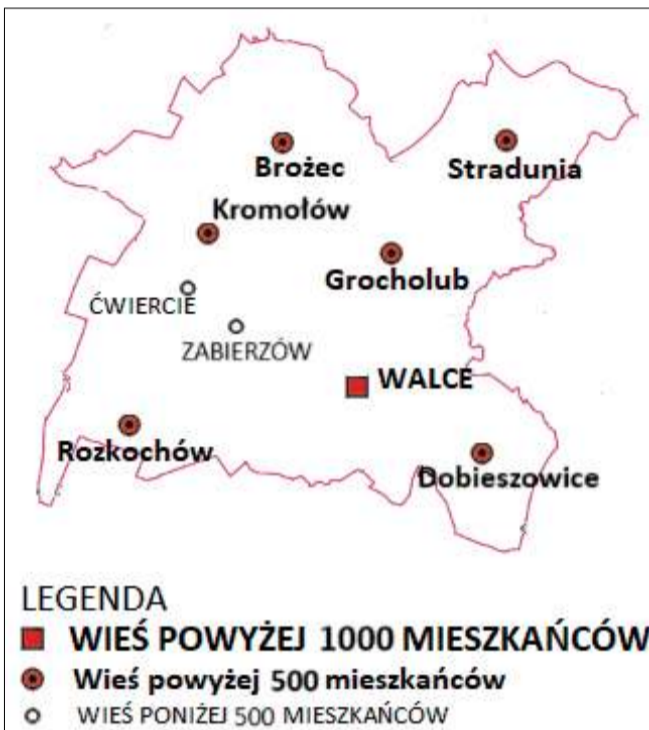 Brożec
Stradunia
Kromołów
Grocholub
ĆWIERCIE
ZABIERZÓW
WALCE
Rozkochów
Dobieszowice
LEGENDA
WIEŚ POWYŻEJ 1000 MIESZKAŃCÓW
Wieś powyżej 500 mieszkańców
WIEŚ PONIŻEJ 500 MIESZKAŃCÓW